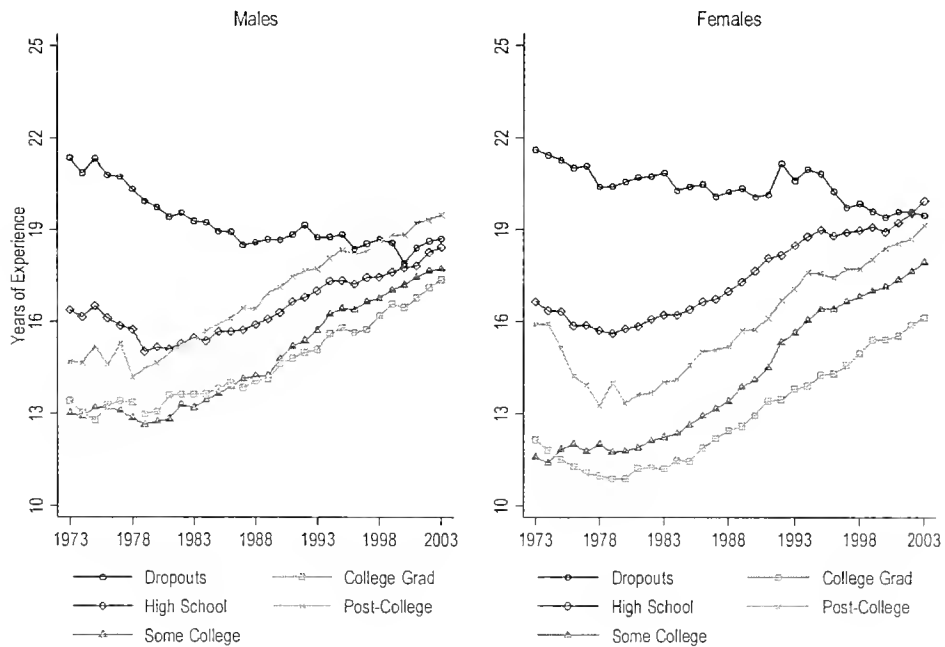 Males
Females
Years of Experience
25
22
19
16
13
10
25
22
19
16
13
10
1973 1978 1983 1988 1993 1998 2003
1973 1978 1983 1988 1993 1998 2003
Dropouts
College Grad
High School
Post-College
Some College
Dropouts
College Grad
High School
Post-College
Some College